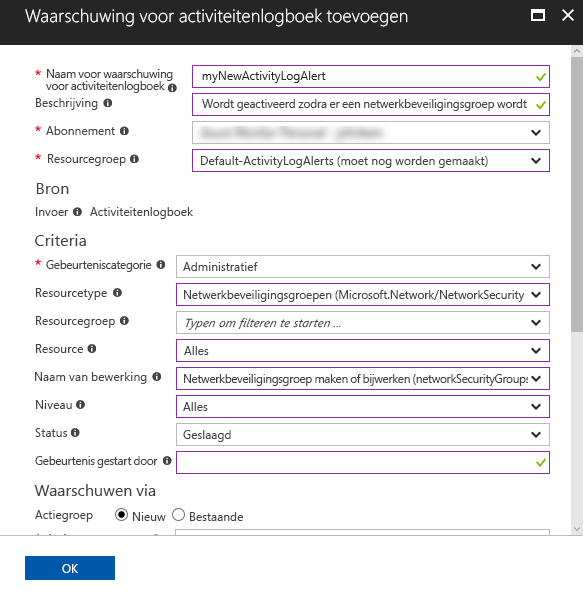 Waarschuwing voor activiteitenlogboek toevoegen
* Naam voor waarschuwing voor activiteitenlogboek
myNewActivityLogAlert
Beschrijving
Wordt geactiveerd zodra er een netwerkbeveiligingsgroep wordt
* Abonnement
* Resourcegroep
Default-ActivityLogAlerts (moet nog worden gemaakt)
Bron
Invoer Activiteitenlogboek
Criteria
* Gebeurteniscategorie
Administratief
Resourcetype
Netwerkbeveiligingsgroepen (Microsoft.Network/NetworkSecurity
Resourcegroep
Typen om filteren te starten ...
Resource
Alles
Naam van bewerking
Netwerkbeveiligingsgroep maken of bijwerken (networkSecurityGroups
Niveau
Alles
Status
Geslaagd
Gebeurtenis gestart door
Waarschuwen via
Actiegroep
Nieuw
Bestaande
OK